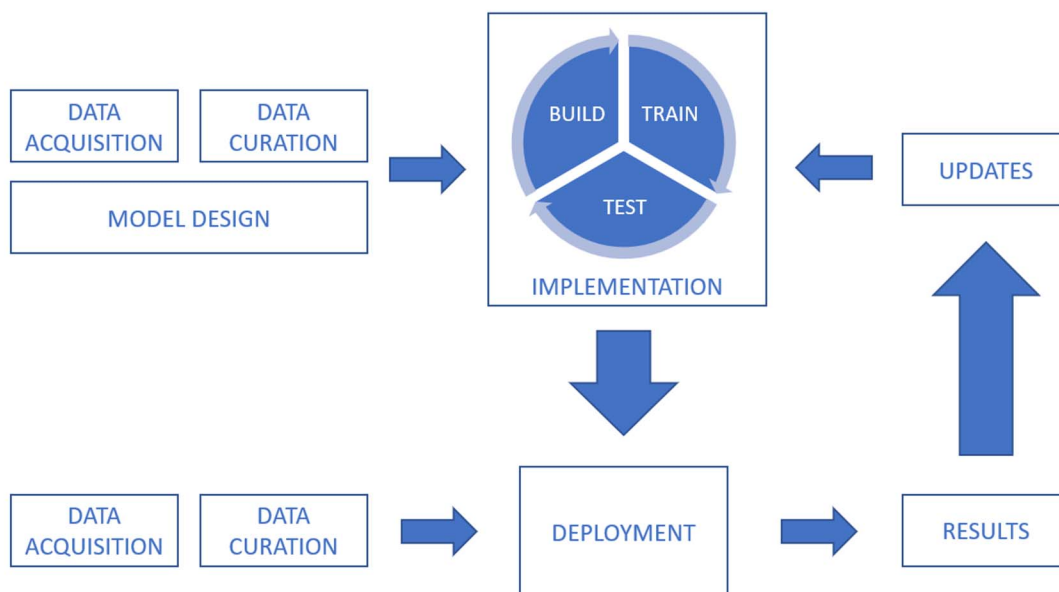 DATA
ACQUISITION
DATA
CURATION
MODEL DESIGN
BUILD
TRAIN
TEST
IMPLEMENTATION
UPDATES
DATA
ACQUISITION
DATA
CURATION
DEPLOYMENT
RESULTS